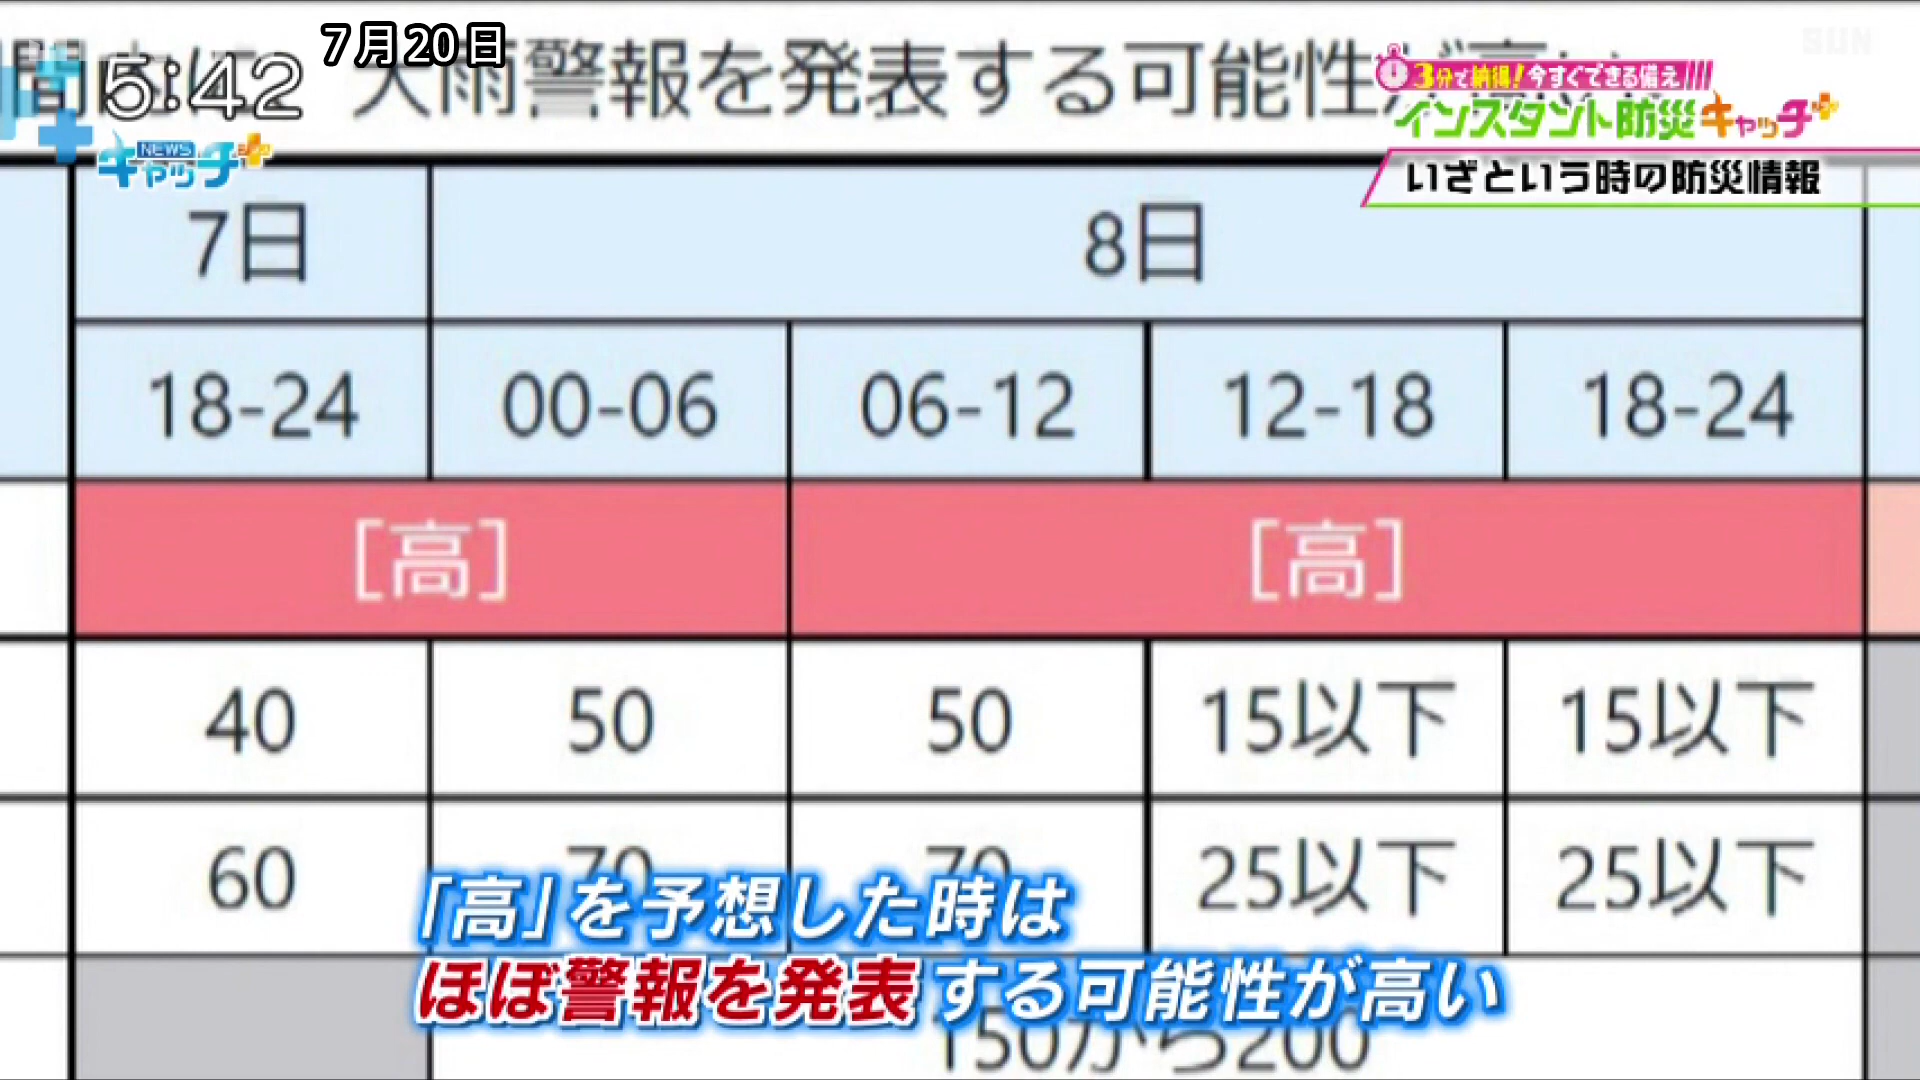 7月20日
5:42
NEWS
キャッチ+
SUN
大雨警報を発表する可能性が高い
3分で納得!今すぐできる備え
インスタント防災キャッチ+
いざという時の防災情報
7日 8日
18-24 00-06 06-12 12-18 18-24
[高] [高]
40 50 50 15以下 15以下
60 70 70 25以下 25以下
「高」を予想した時は
ほぼ警報を発表する可能性が高い
150から200